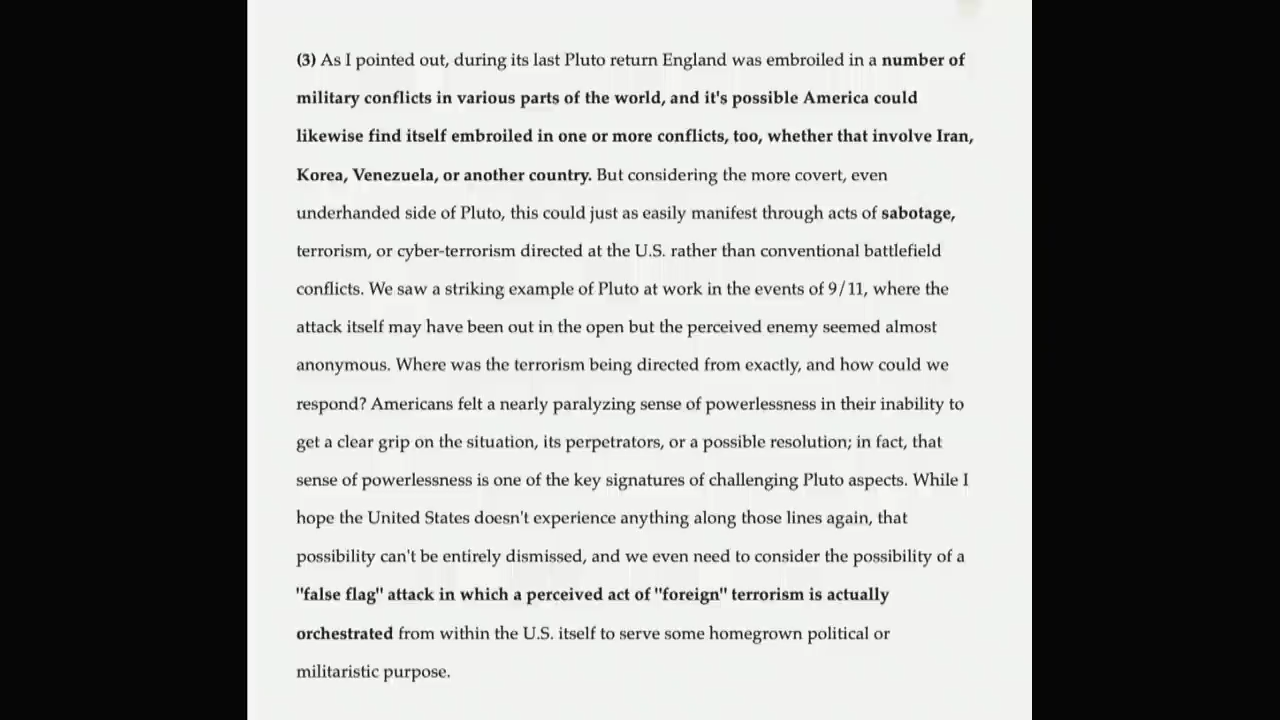 (3) As I pointed out, during its last Pluto return England was embroiled in a number of
military conflicts in various parts of the world, and it's possible America could
likewise find itself embroiled in one or more conflicts, too, whether that involve Iran,
Korea, Venezuela, or another country. But considering the more covert, even
underhanded side of Pluto, this could just as easily manifest through acts of sabotage,
terrorism, or cyber-terrorism directed at the U.S. rather than conventional battlefield
conflicts. We saw a striking example of Pluto at work in the events of 9/11, where the
attack itself may have been out in the open but the perceived enemy seemed almost
anonymous. Where was the terrorism being directed from exactly, and how could we
respond? Americans felt a nearly paralyzing sense of powerlessness in their inability to
get a clear grip on the situation, its perpetrators, or a possible resolution; in fact, that
sense of powerlessness is one of the key signatures of challenging Pluto aspects. While I
hope the United States doesn't experience anything along those lines again, that
possibility can't be entirely dismissed, and we even need to consider the possibility of a
"false flag" attack in which a perceived act of "foreign" terrorism is actually
orchestrated from within the U.S. itself to serve some homegrown political or
militaristic purpose.